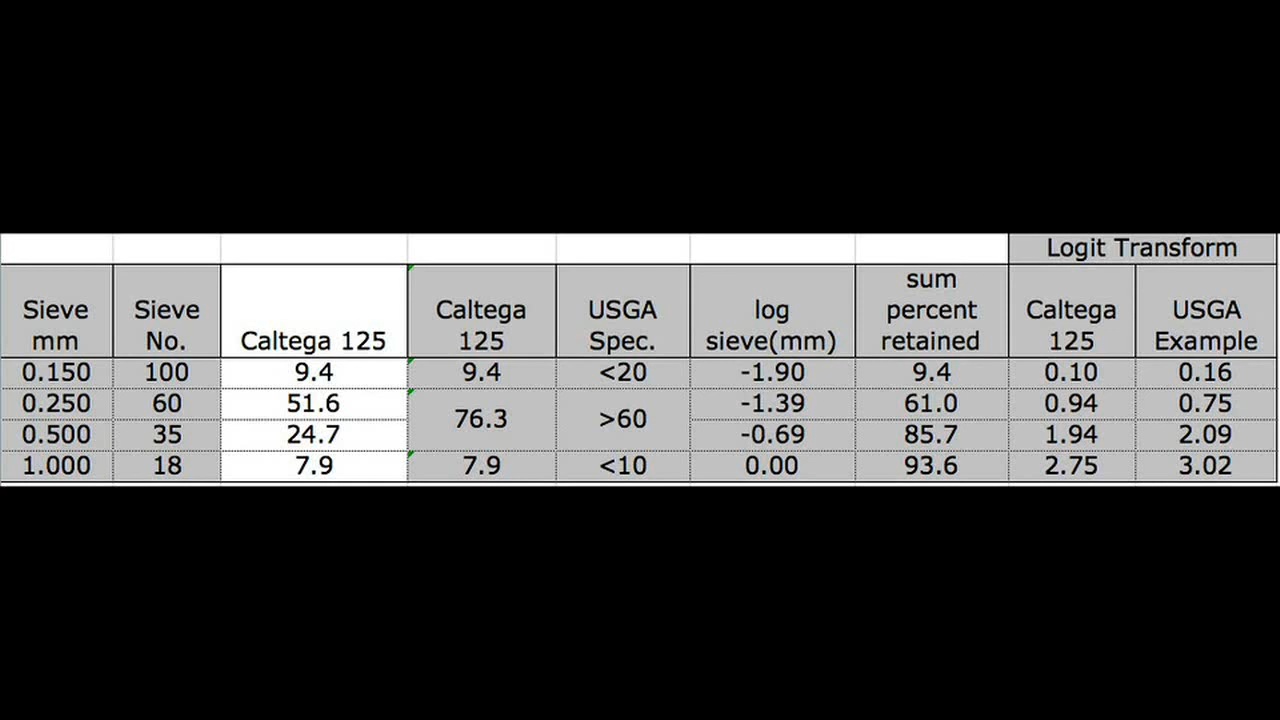 Logit Transform
Sieve mm Sieve No. Caltega 125 Caltega 125 USGA Spec. log sieve(mm) sum percent retained Caltega 125 USGA Example
0.150 100 9.4 9.4 <20 -1.90 9.4 0.10 0.16
0.250 60 51.6 76.3 >60 -1.39 61.0 0.94 0.75
0.500 35 24.7 -0.69 85.7 1.94 2.09
1.000 18 7.9 7.9 <10 0.00 93.6 2.75 3.02